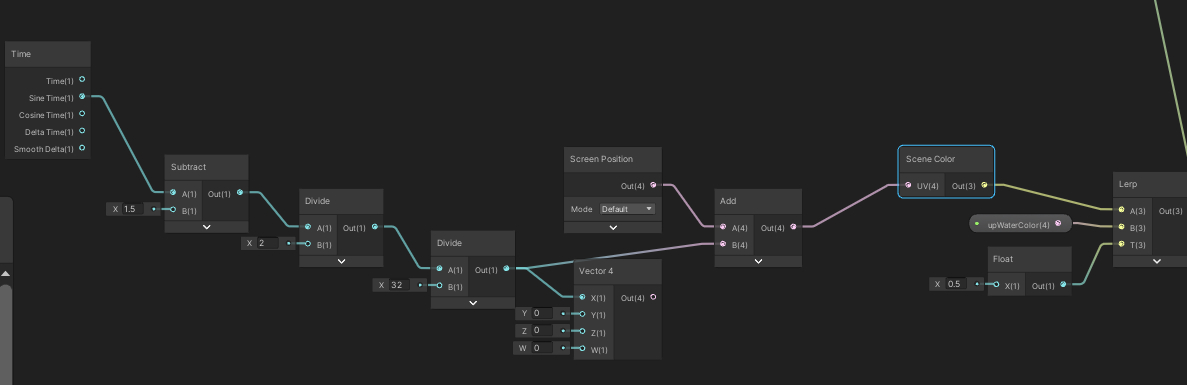 Time
Time(1)
Sine Time(1)
Cosine Time(1)
Delta Time(1)
Smooth Delta(1)
Subtract
A(1) Out(1)
X 1.5 B(1)
Divide
A(1) Out(1)
X 2 B(1)
Divide
A(1) Out(1)
X 32 B(1)
Screen Position
Out(4)
Mode Default
Vector 4
X(1) Out(4)
Y 0 Y(1)
Z 0 Z(1)
W 0 W(1)
Add
A(4) Out(4)
B(4)
Scene Color
UV(4) Out(3)
upWaterColor(4)
Float
X 0.5 X(1) Out(1)
Lerp
A(3) Out(3)
B(3)
T(3)